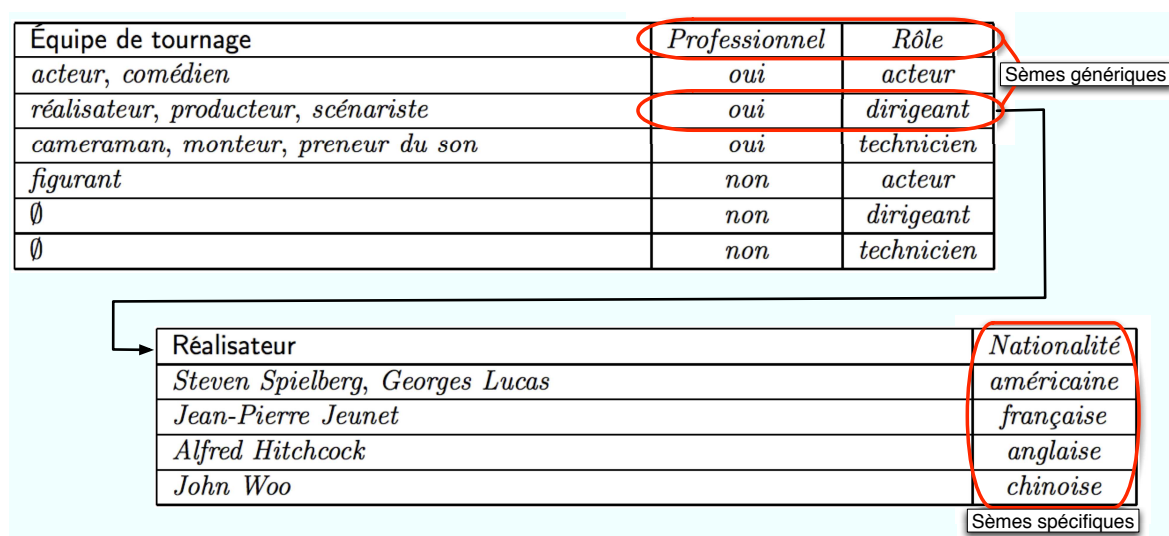 Équipe de tournage Professionnel Rôle
acteur, comédien oui acteur
Sèmes génériques
réalisateur, producteur, scénariste oui dirigeant
cameraman, monteur, preneur du son oui technicien
figurant non acteur
∅ non dirigeant
∅ non technicien
Réalisateur Nationalité
Steven Spielberg, Georges Lucas américaine
Jean-Pierre Jeunet française
Alfred Hitchcock anglaise
John Woo chinoise
Sèmes spécifiques